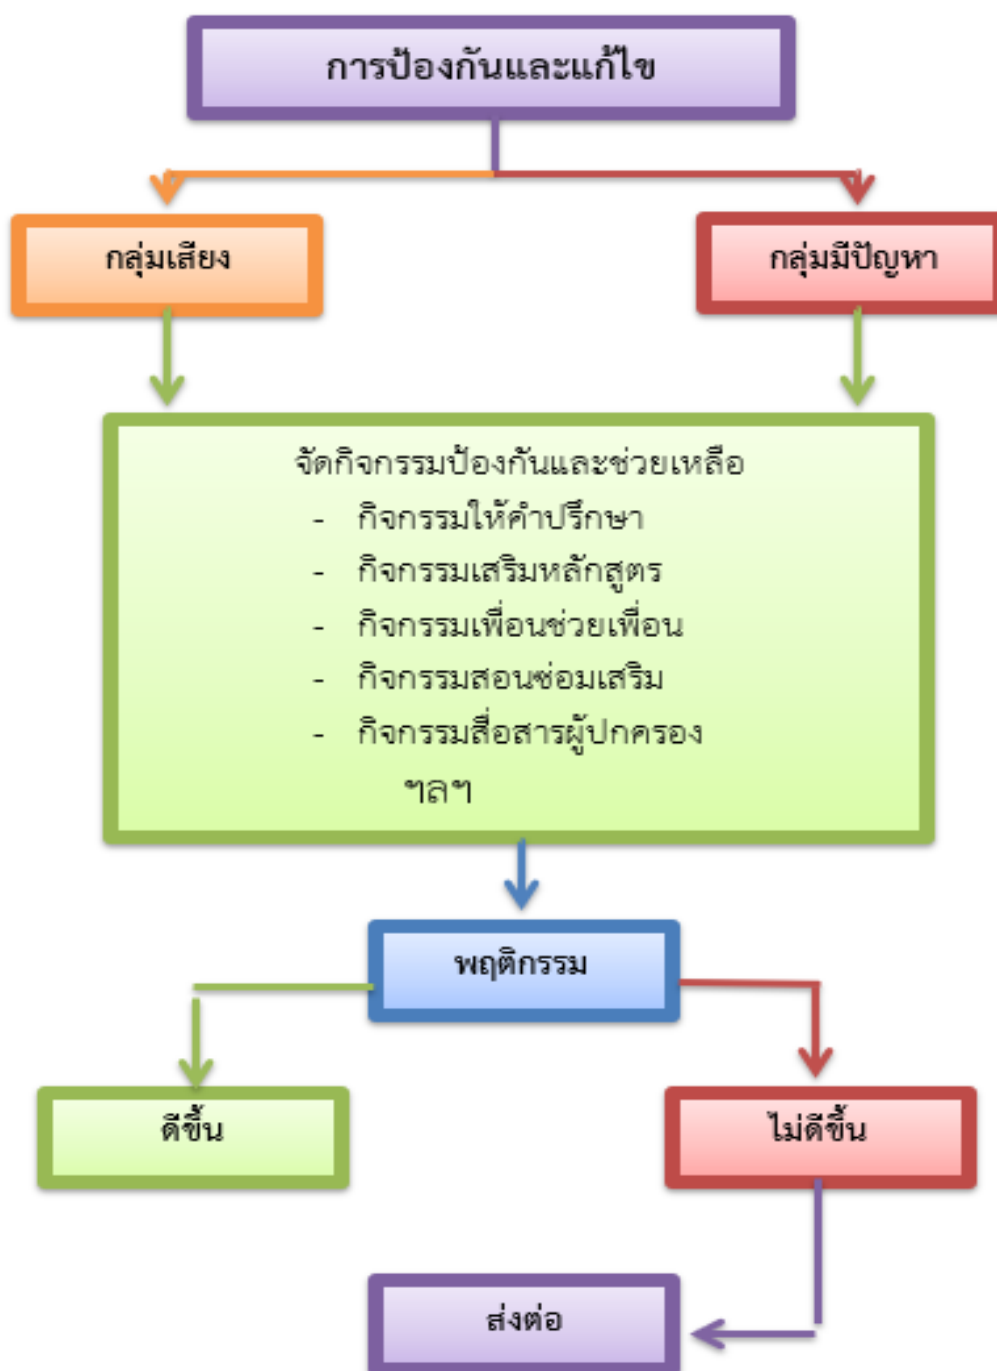 การป้องกันและแก้ไข
กลุ่มเสียง
กลุ่มมีปัญหา
จัดกิจกรรมป้องกันและช่วยเหลือ
- กิจกรรมให้คำปรึกษา
- กิจกรรมเสริมหลักสูตร
- กิจกรรมเพื่อนช่วยเพื่อน
- กิจกรรมสอนซ่อมเสริม
- กิจกรรมสื่อสารผู้ปกครอง
ฯลฯ
พฤติกรรม
ดีขึ้น
ไม่ดีขึ้น
ส่งต่อ